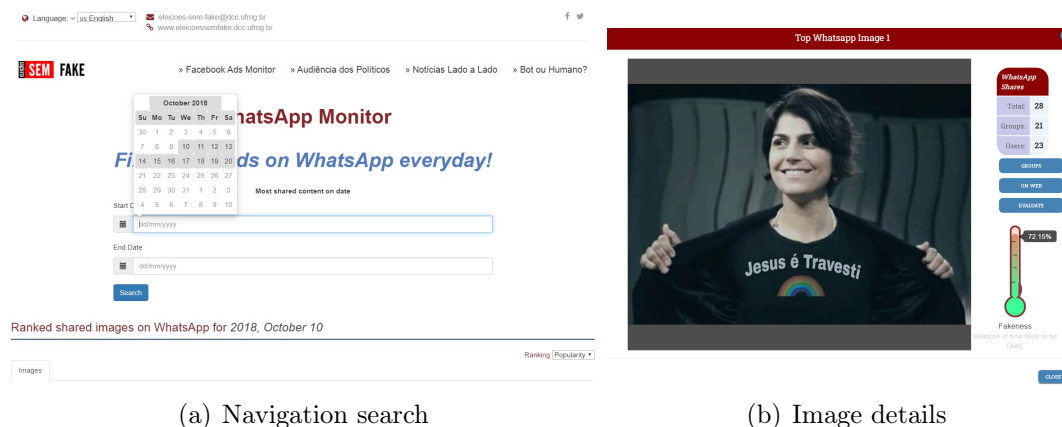 Language: us English
eleicoes-sem-fake@dcc.ufmg.br
www.eleicoessemfake.dcc.ufmg.br
SEM FAKE
» Facebook Ads Monitor » Audiência dos Políticos » Notícias Lado a Lado » Bot ou Humano?
October 2018
Su Mo Tu We Th Fr Sa
30 1 2 3 4 5 6
7 8 9 10 11 12 13
14 15 16 17 18 19 20
21 22 23 24 25 26 27
28 29 30 31 1 2 3
4 5 6 7 8 9 10
hatsApp Monitor
Fi ds on WhatsApp everyday!
Most shared content on date
Start D
dd/mm/yyyy
End Date
dd/mm/yyyy
Search
Ranked shared images on WhatsApp for 2018, October 10
Ranking Popularity
Images
(a) Navigation search
Top Whatsapp Image 1
Jesus é Travesti
WhatsApp
Shares
Total: 28
Groups: 21
Users: 23
GROUPS
ON WEB
EVALUATE
72.15%
Fakeness
Measure of how likely to be
FAKE
CLOSE
(b) Image details